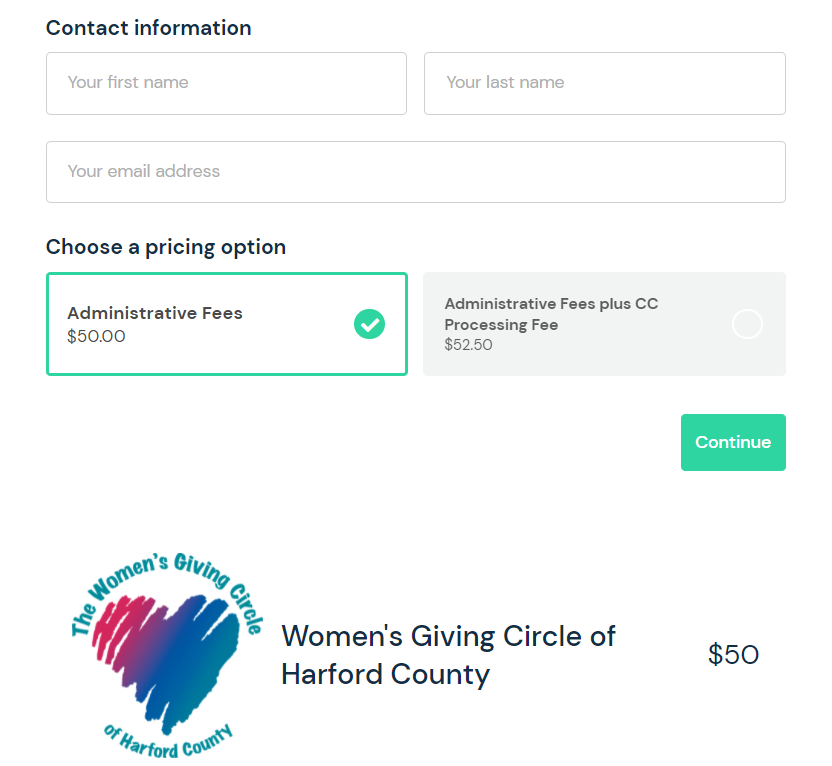 Contact information
Your first name
Your last name
Your email address
Choose a pricing option
Administrative Fees
$50.00
Administrative Fees plus CC
Processing Fee
$52.50
Continue
The Women's Giving Circle
of Harford County
Women's Giving Circle of
Harford County
$50